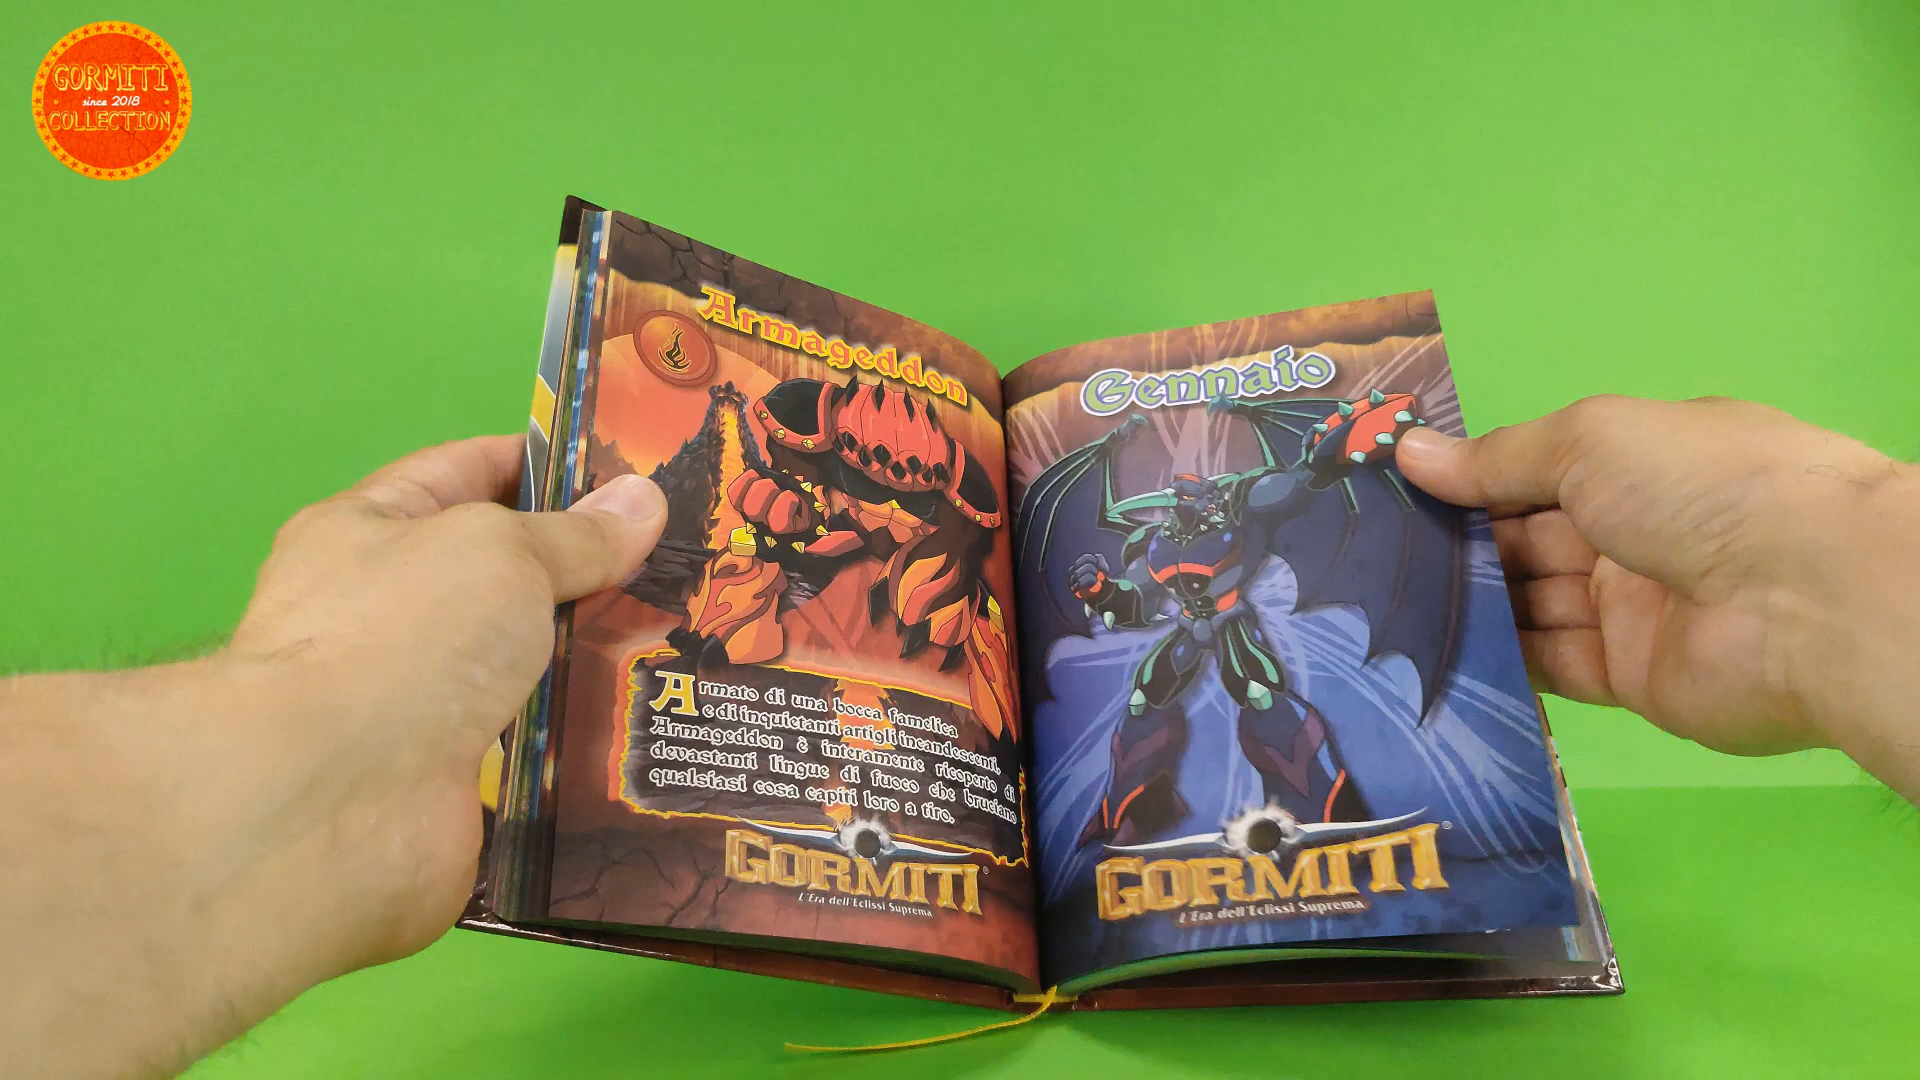 GORMITI
since 2018
COLLECTION
Armageddon
Armato di una bocca famelica
e di inquietanti artigli incandescenti,
Armageddon è interamente ricoperto di
devastanti lingue di fuoco che bruciano
qualsiasi cosa capiti loro a tiro.
GORMITI®
L'Era dell'Eclissi Suprema
Gennaio
GORMITI®
L'Era dell'Eclissi Suprema